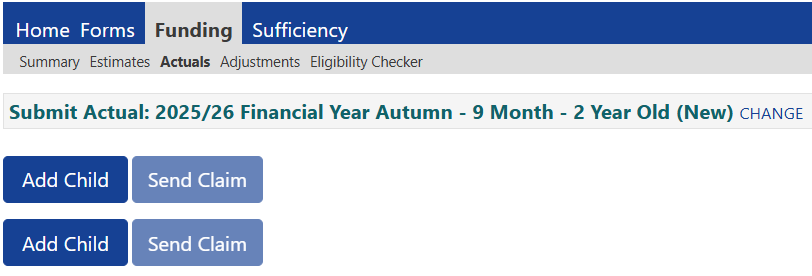 Home Forms Funding Sufficiency
Summary Estimates Actuals Adjustments Eligibility Checker
Submit Actual: 2025/26 Financial Year Autumn - 9 Month - 2 Year Old (New) CHANGE
Add Child Send Claim
Add Child Send Claim